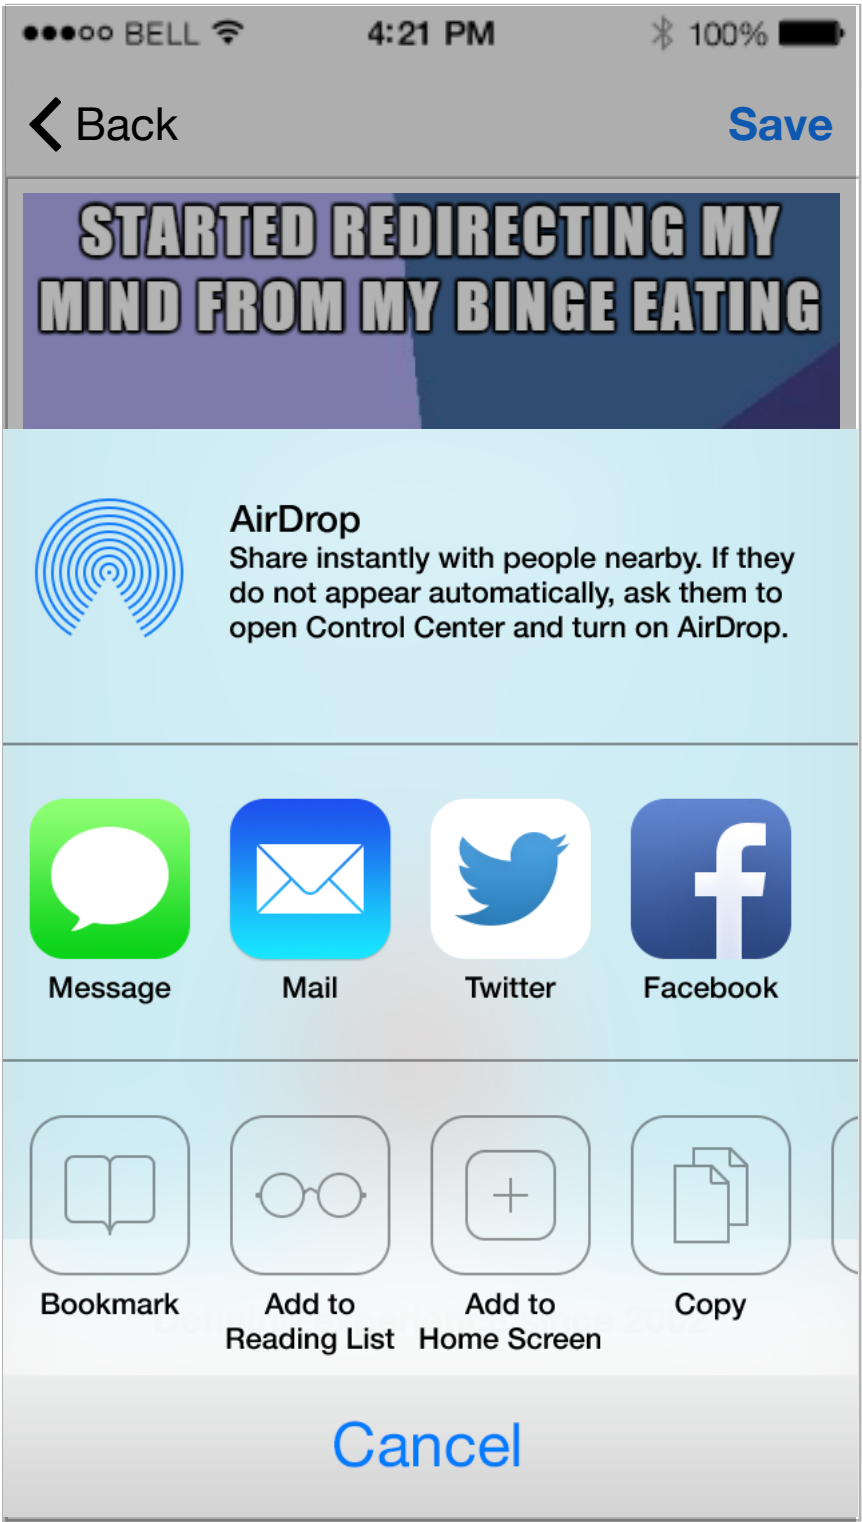 BELL 4:21 PM 100%
Back Save
STARTED REDIRECTING MY
MIND FROM MY BINGE EATING
AirDrop
Share instantly with people nearby. If they
do not appear automatically, ask them to
open Control Center and turn on AirDrop.
Message Mail Twitter Facebook
Bookmark Add to Add to Copy
Reading List Home Screen
Cancel